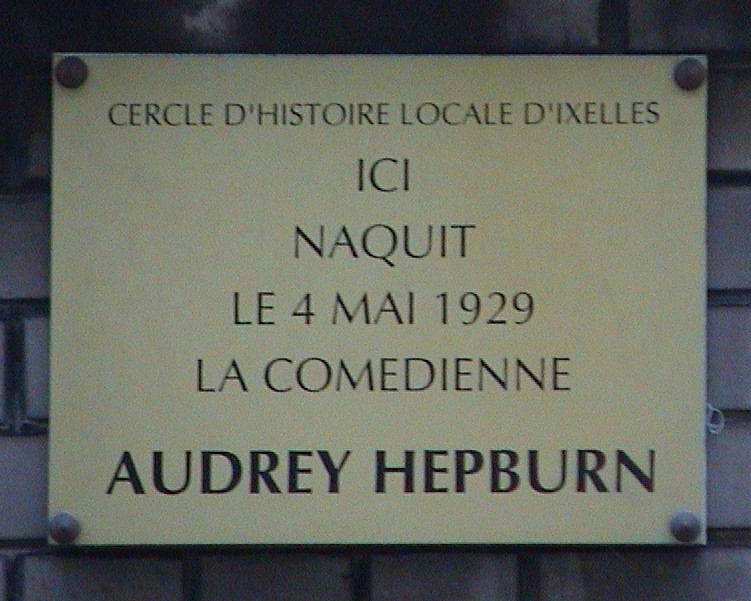 CERCLE D'HISTOIRE LOCALE D'IXELLES
ICI
NAQUIT
LE 4 MAI 1929
LA COMEDIENNE
AUDREY HEPBURN